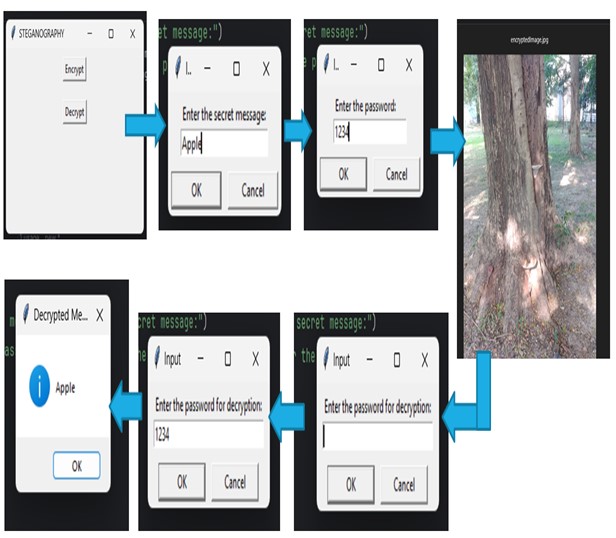 STEGANOGRAPHY
Encrypt
Decrypt
et message:")
I..
Enter the secret message:
Apple
OK
Cancel
I..
Enter the password:
1234
OK
Cancel
encryptedimage.jpg
Decrypted Me...
Apple
OK
cret message:")
Input
Enter the password for decryption:
1234
OK
Cancel
secret message:")
the
Input
Enter the password for decryption:
OK
Cancel